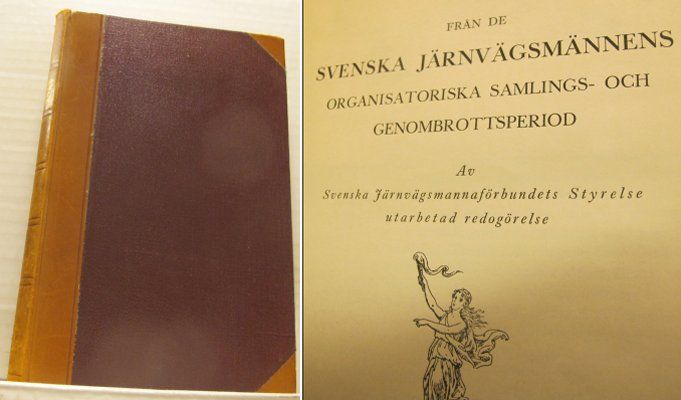 FRÅN DE
SVENSKA JÄRNVÄGSMÄNNENS
ORGANISATORISKA SAMLINGS- OCH
GENOMBROTTSPERIOD
Av
Svenska Järnvägsmannaförbundets Styrelse
utarbetad redogörelse